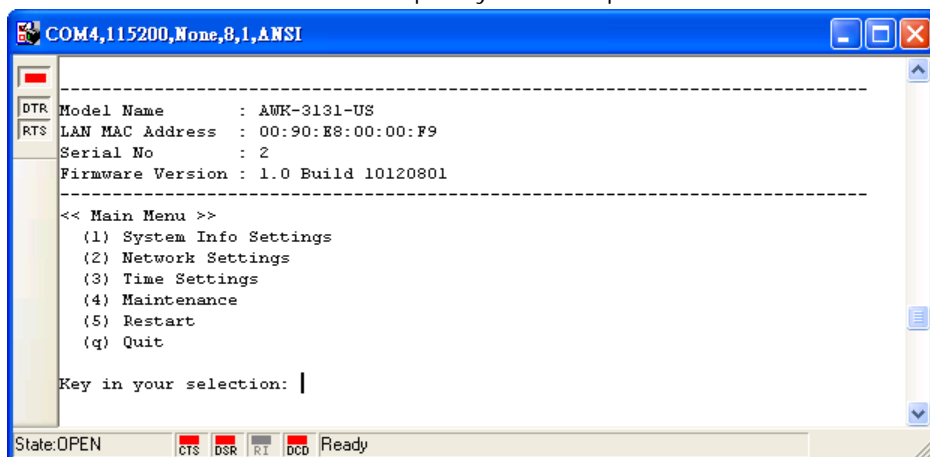 COM4,115200,None,8,1,ANSI
--------------------------------------------------------------------------------
DTR
RTS
Model Name : AWK-3131-US
LAN MAC Address : 00:90:E8:00:00:F9
Serial No : 2
Firmware Version : 1.0 Build 10120801
--------------------------------------------------------------------------------
<< Main Menu >>
(1) System Info Settings
(2) Network Settings
(3) Time Settings
(4) Maintenance
(5) Restart
(q) Quit
Key in your selection:
State:OPEN CTS DSR RI DCD Ready